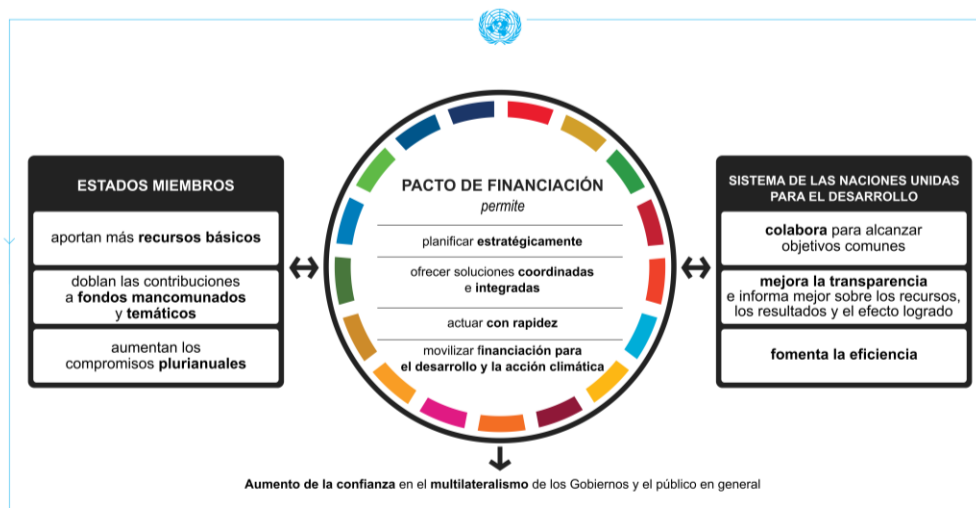 ESTADOS MIEMBROS
aportan más recursos básicos
doblan las contribuciones
a fondos mancomunados
y temáticos
aumentan los
compromisos plurianuales
PACTO DE FINANCIACIÓN
permite
planificar estratégicamente
ofrecer soluciones coordinadas
e integradas
actuar con rapidez
movilizar financiación para
el desarrollo y la acción climática
SISTEMA DE LAS NACIONES UNIDAS
PARA EL DESARROLLO
colabora para alcanzar
objetivos comunes
mejora la transparencia
e informa mejor sobre los recursos,
los resultados y el efecto logrado
fomenta la eficiencia
Aumento de la confianza en el multilateralismo de los Gobiernos y el público en general